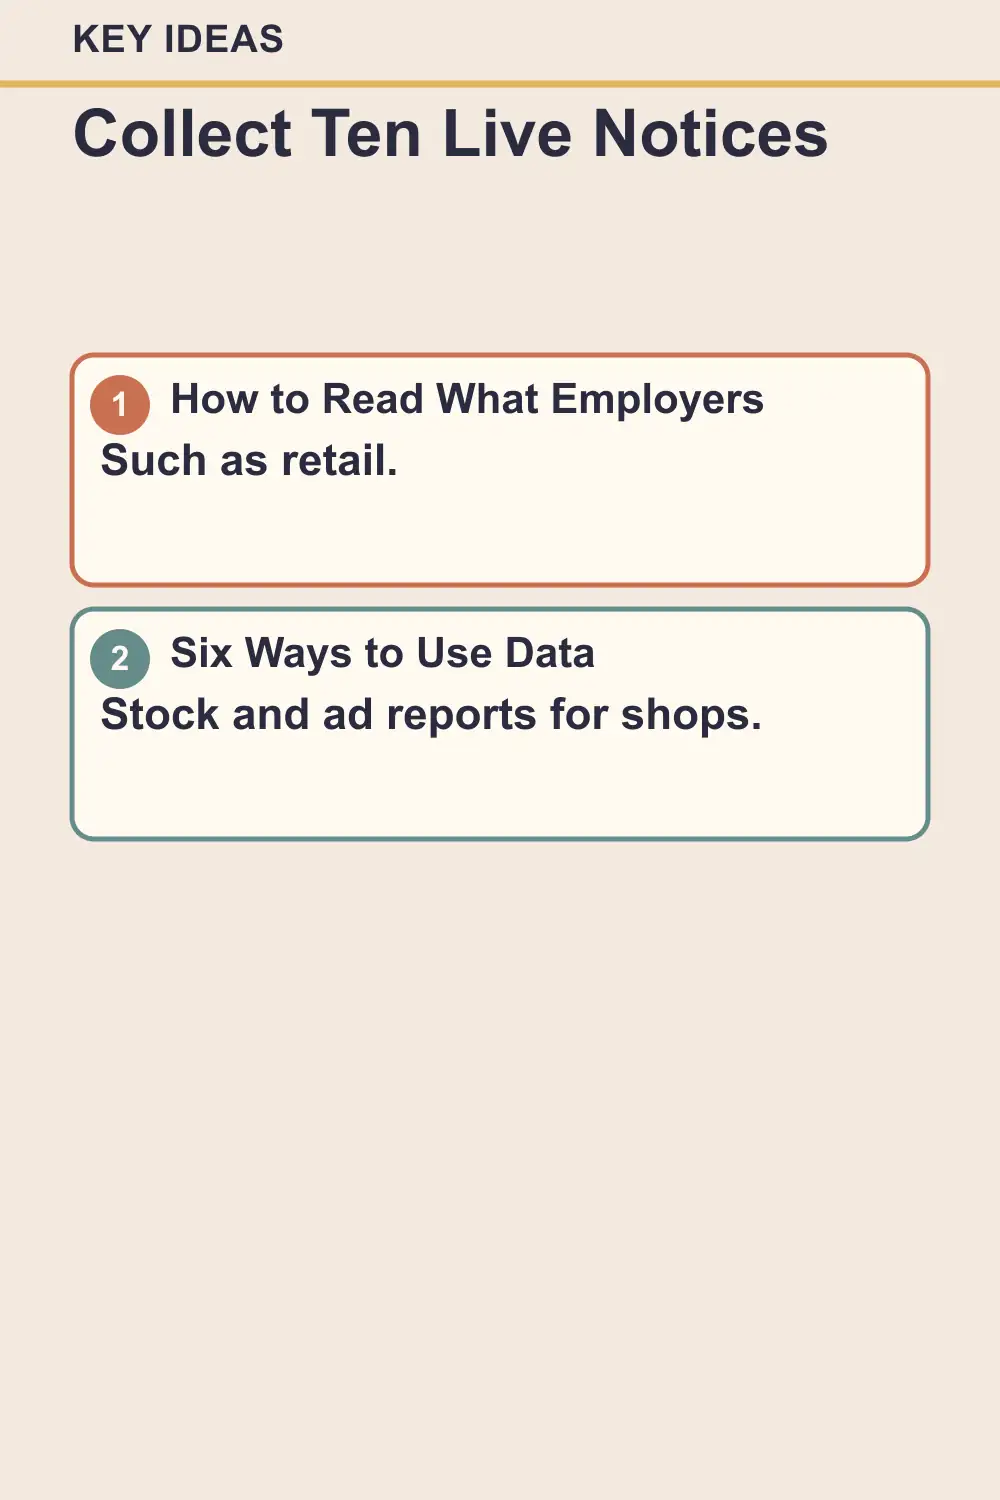 KEY IDEAS
Collect Ten Live Notices
1 How to Read What Employers
Such as retail.
2 Six Ways to Use Data
Stock and ad reports for shops.